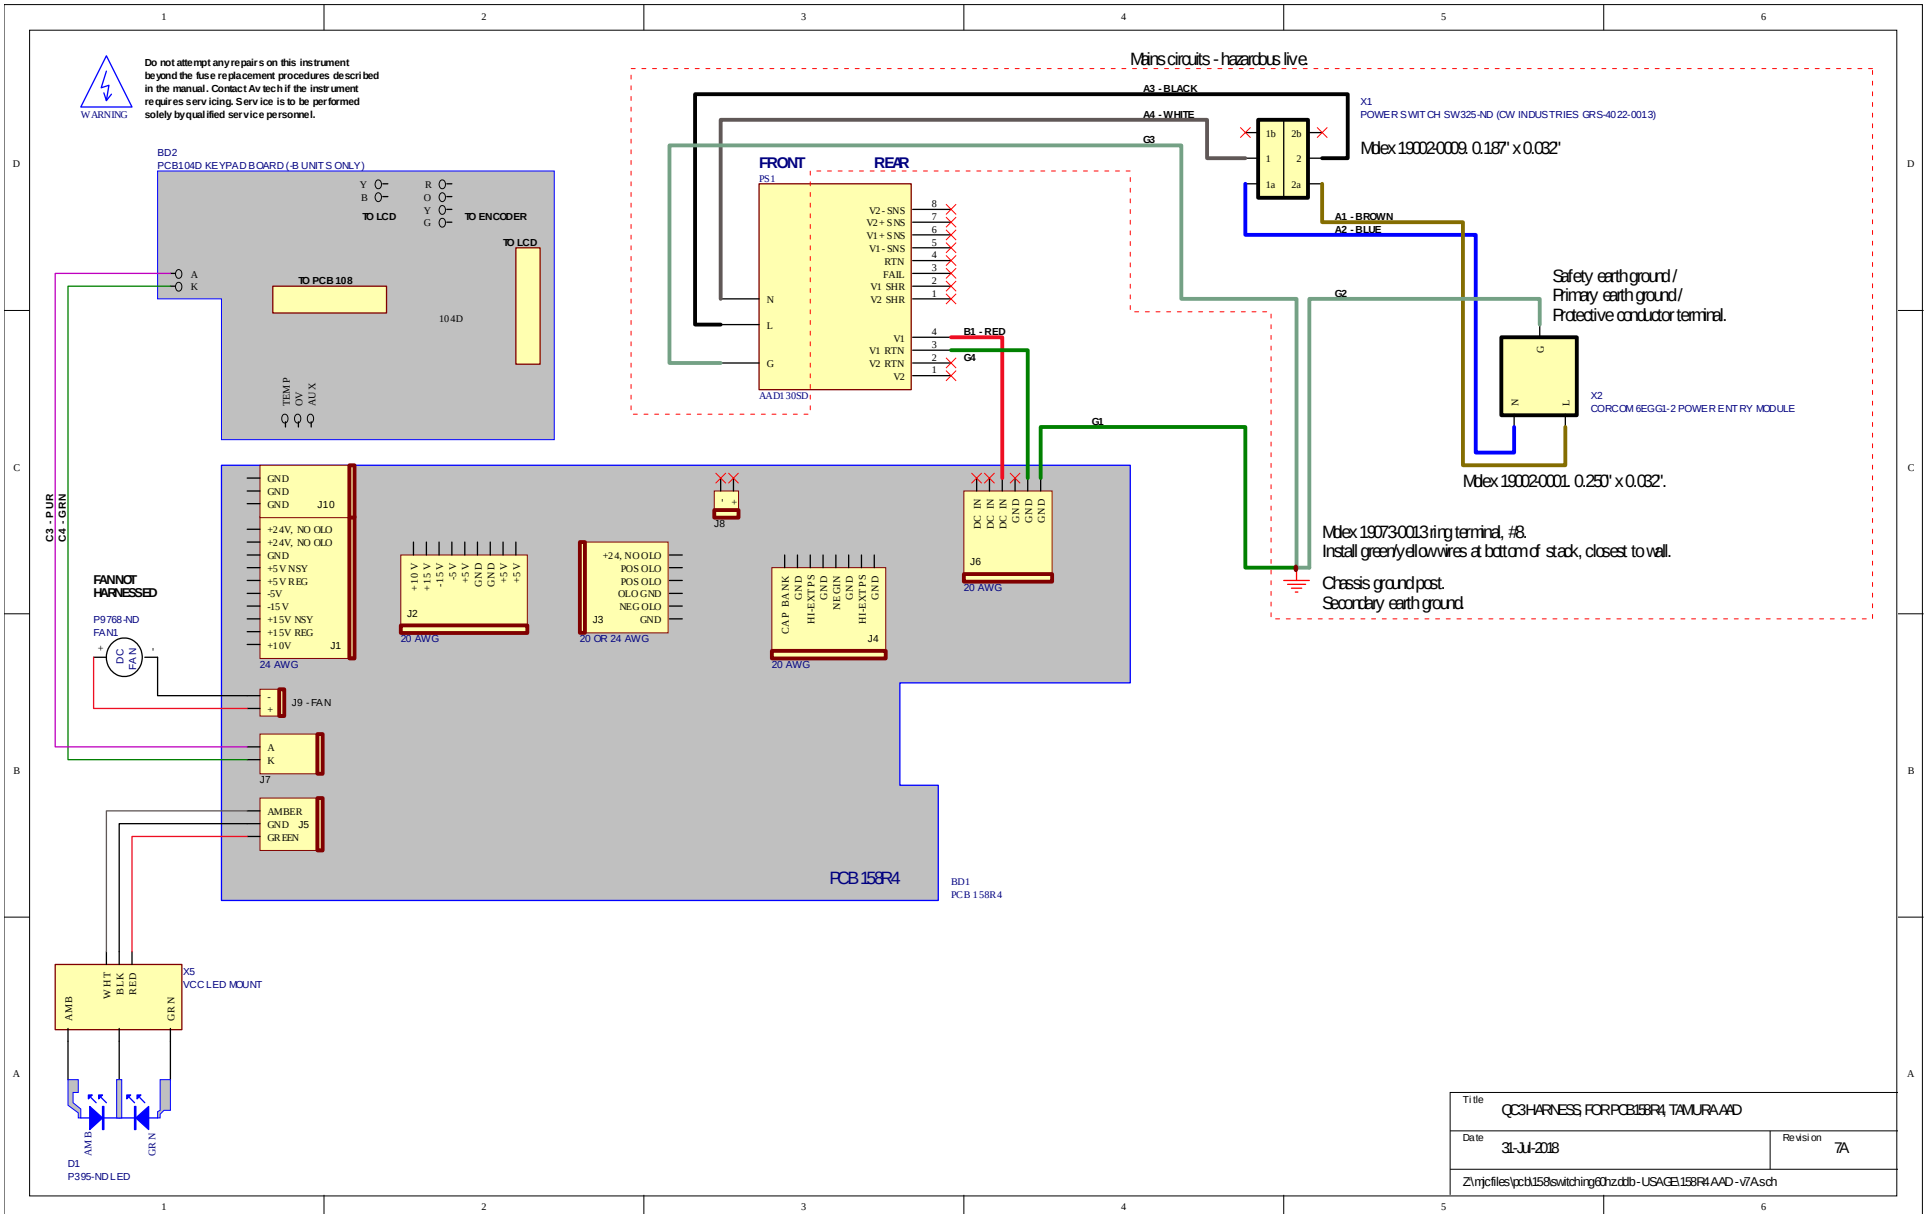 1 2 3 4 5 6
Mains circuits - hazardous live.
Do not attempt any repairs on this instrument
beyond the fuse replacement procedures described
in the manual. Contact Avtech if the instrument
requires servicing. Service is to be performed
solely by qualified service personnel.
WARNING
A3 - BLACK
A4 - WHITE
G3
X1
POWER SWITCH SW325-ND (CW INDUSTRIES GRS-4022-0013)
1b 2b
1 2
1a 2a
Molex 19002-0009. 0.187" x 0.032"
D
D
BD2
PCB104D KEYPAD BOARD (-B UNITS ONLY)
Y
B
TO LCD
R
O
Y
G
TO ENCODER
TO LCD
A
K
TO PCB 108
104D
TEMP
OV
AUX
FRONT
REAR
PS1
V2- SNS 8
V2+ SNS 7
V1+ SNS 6
V1- SNS 5
RTN 4
FAIL 3
V1 SHR 2
V2 SHR 1
N
L
G
V1 4
V1 RTN 3
V2 RTN 2
V2 1
AAD130SD
B1 - RED
G4
A1 - BROWN
A2 - BLUE
G2
Safety earth ground /
Primary earth ground /
Protective conductor terminal.
G
N
L
X2
CORCOM 6EGG1-2 POWER ENTRY MODULE
Molex 19002-0001. 0.250" x 0.032".
G1
C
C
C3 - PUR
C4 - GRN
GND
GND
GND
J10
+24V, NO OLO
+24V, NO OLO
GND
+5V NSY
+5V REG
-5V
-15V
+15V NSY
+15V REG
+10V
J1
24 AWG
+10V
+15V
-15V
-5V
+5V
GND
GND
+5V
+5V
J2
20 AWG
+24, NO OLO
POS OLO
POS OLO
OLO GND
NEG OLO
GND
J3
20 OR 24 AWG
- +
J8
CAP BANK
GND
HI-EXTPS
GND
NEGIN
GND
HI-EXTPS
GND
J4
20 AWG
DC IN
DC IN
DC IN
GND
GND
GND
J6
20 AWG
Molex 19073-0013 ring terminal, #8.
Install green/yellow wires at bottom of stack, closest to wall.
Chassis ground post.
Secondary earth ground.
FAN NOT
HARNESSED
P9768-ND
FAN1
+ -
DC
FAN
-
+
J9 - FAN
A
K
J7
B
B
AMBER
GND
GREEN
J5
PCB 158R4
BD1
PCB 158R4
X5
VCC LED MOUNT
AMB
WHT
BLK
RED
GRN
A
A
AMB
GRN
D1
P395-ND LED
Title
QC3 HARNESS, FOR PCB158R4, TAMURA AAD
Date
31-Jul-2018
Revision
7A
Z:\mjcfiles\pcb\158\switching60hz.ddb - USAGE\158R4 AAD - v7A.sch
1 2 3 4 5 6